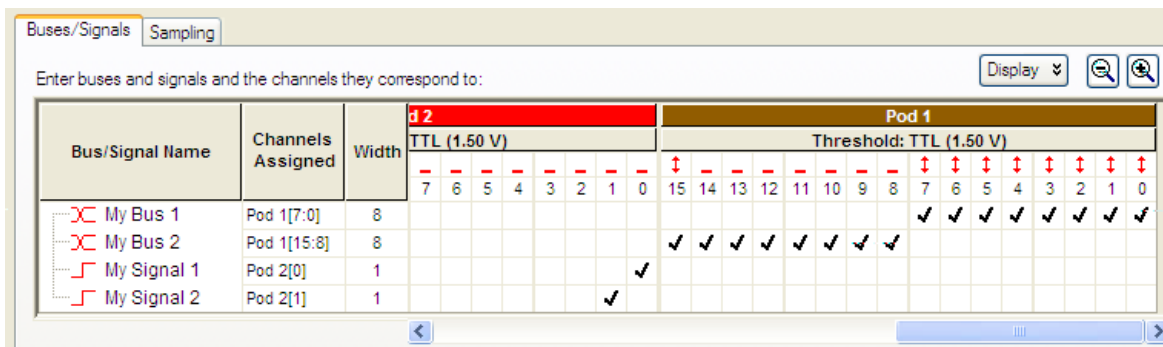 Buses/Signals Sampling
Enter buses and signals and the channels they correspond to:
Display
Bus/Signal Name Channels Assigned Width d 2 Pod 1
TTL (1.50 V) Threshold: TTL (1.50 V)
7 6 5 4 3 2 1 0 15 14 13 12 11 10 9 8 7 6 5 4 3 2 1 0
My Bus 1 Pod 1[7:0] 8
My Bus 2 Pod 1[15:8] 8
My Signal 1 Pod 2[0] 1
My Signal 2 Pod 2[1] 1